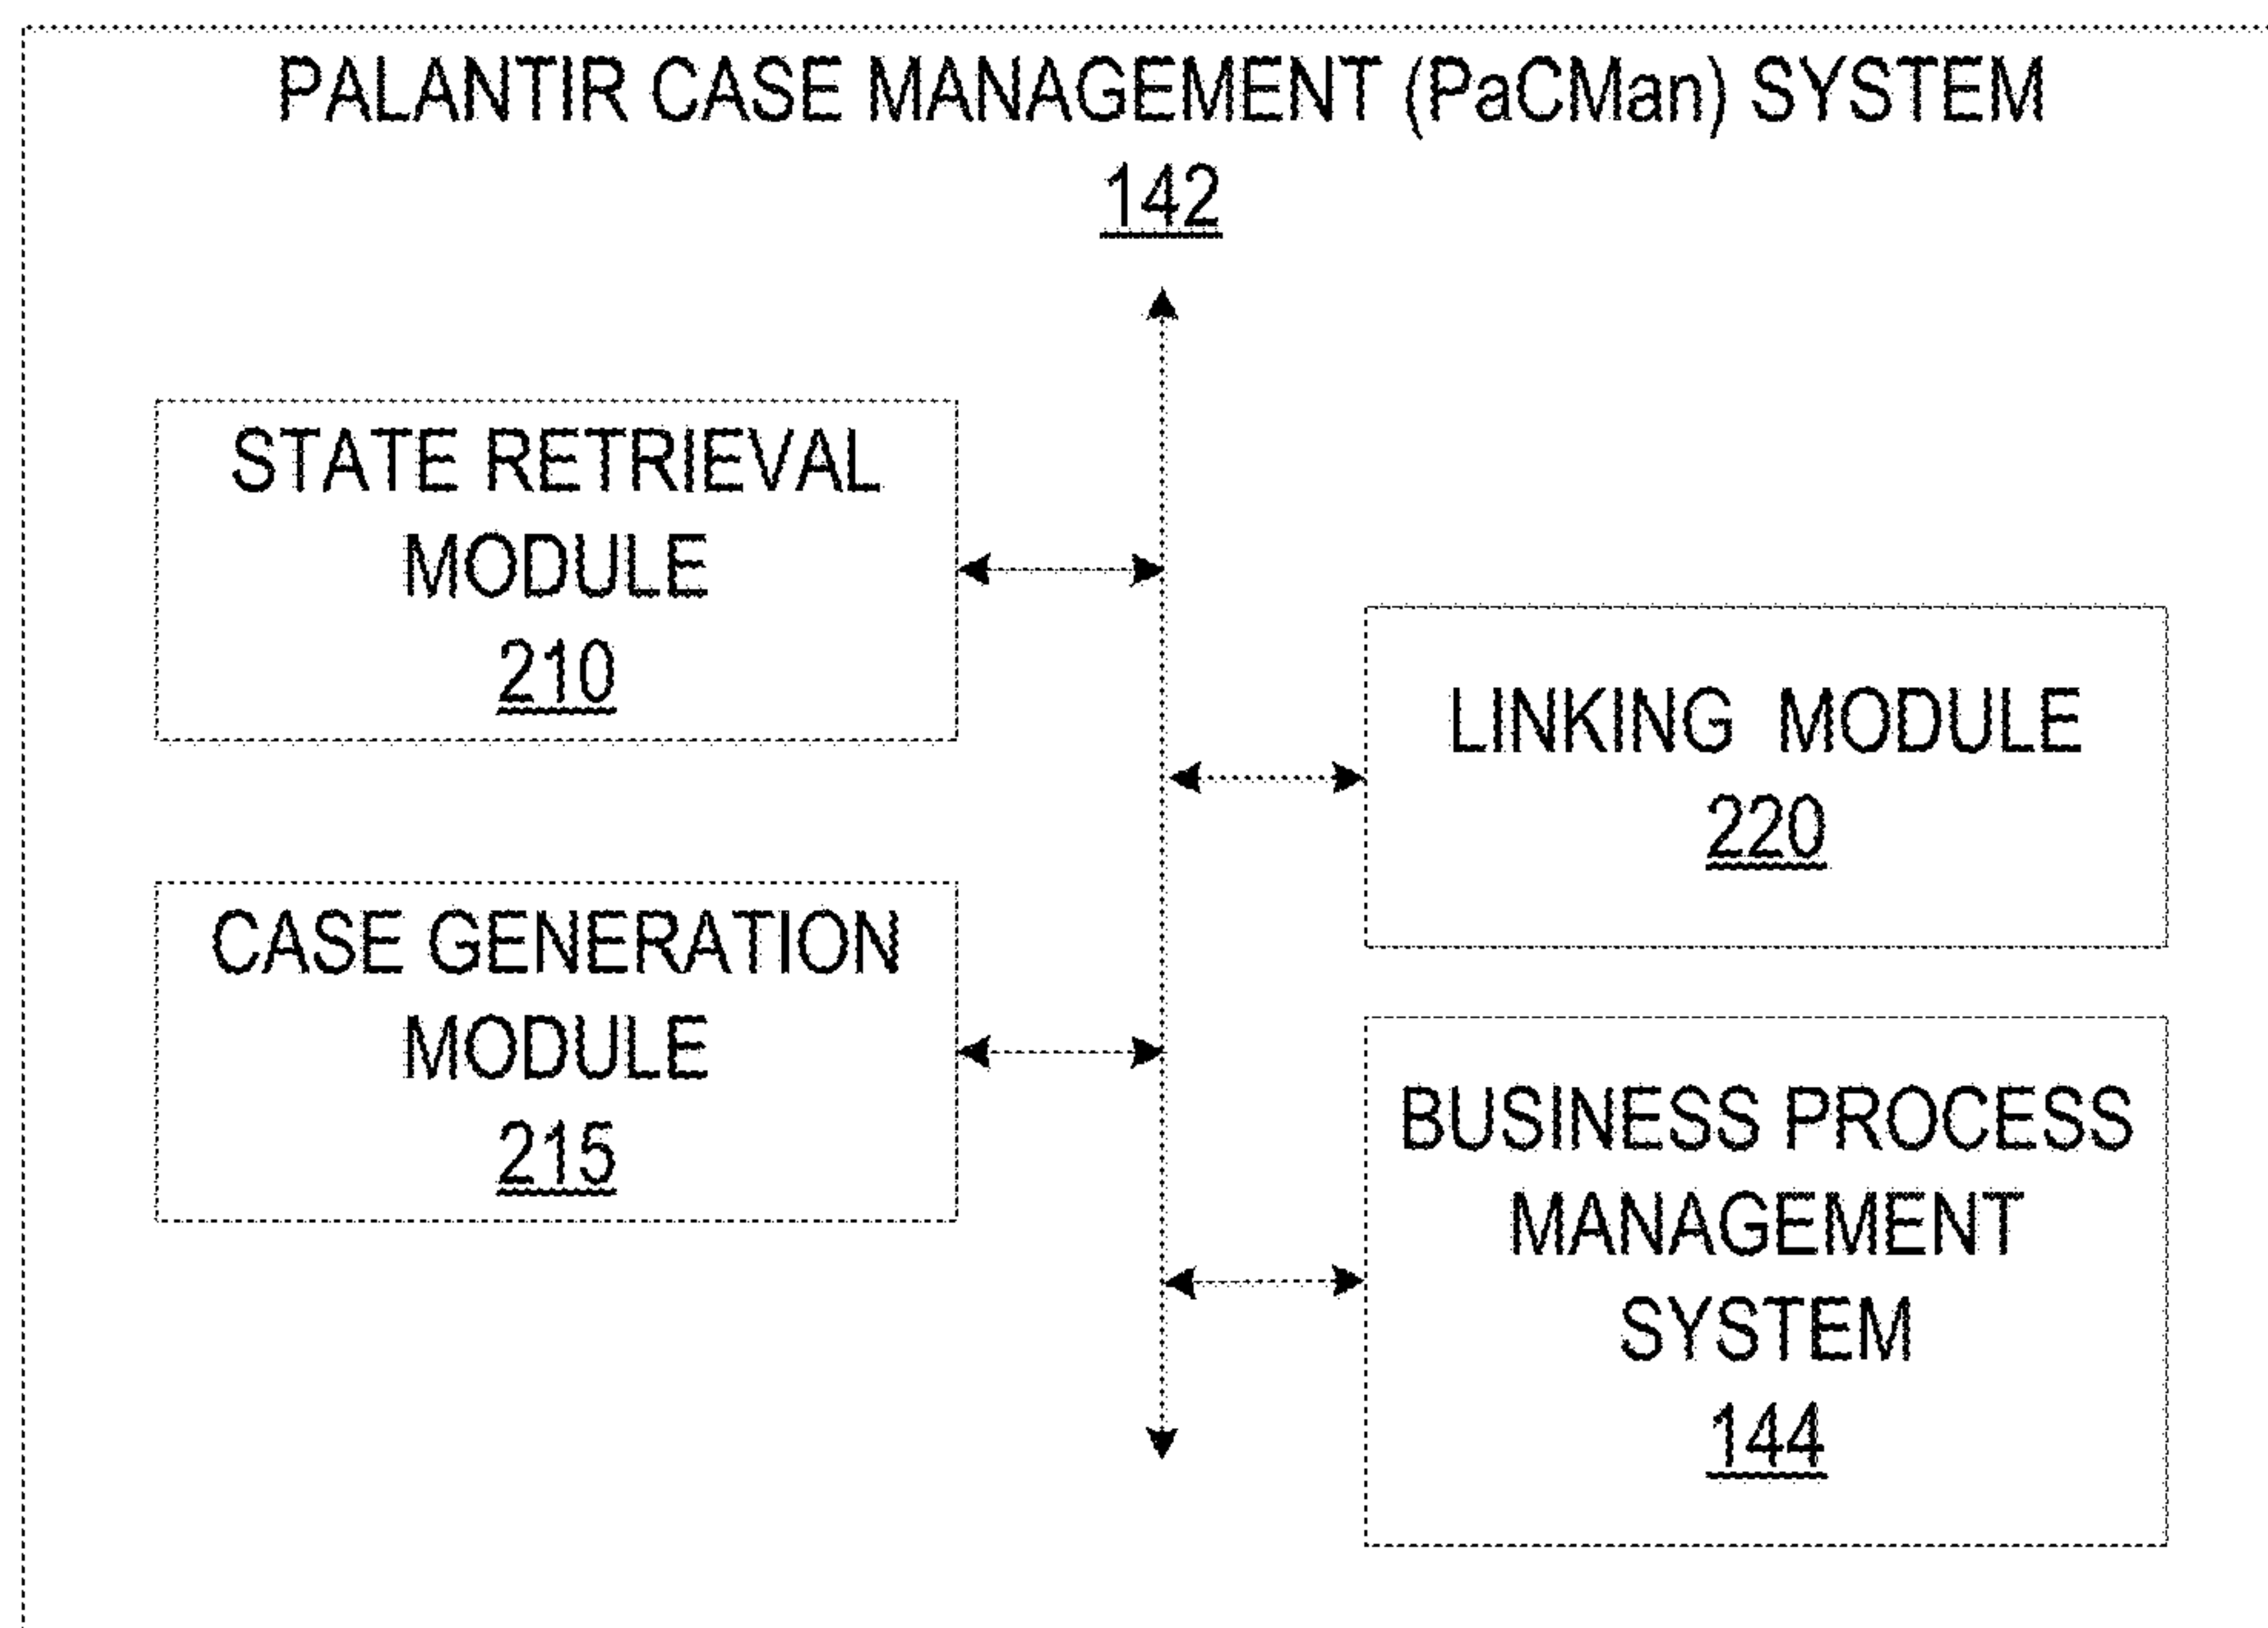 PALANTIR CASE MANAGEMENT (PaCMan) SYSTEM
142
STATE RETRIEVAL
MODULE
210
LINKING MODULE
220
CASE GENERATION
MODULE
215
BUSINESS PROCESS
MANAGEMENT
SYSTEM
144